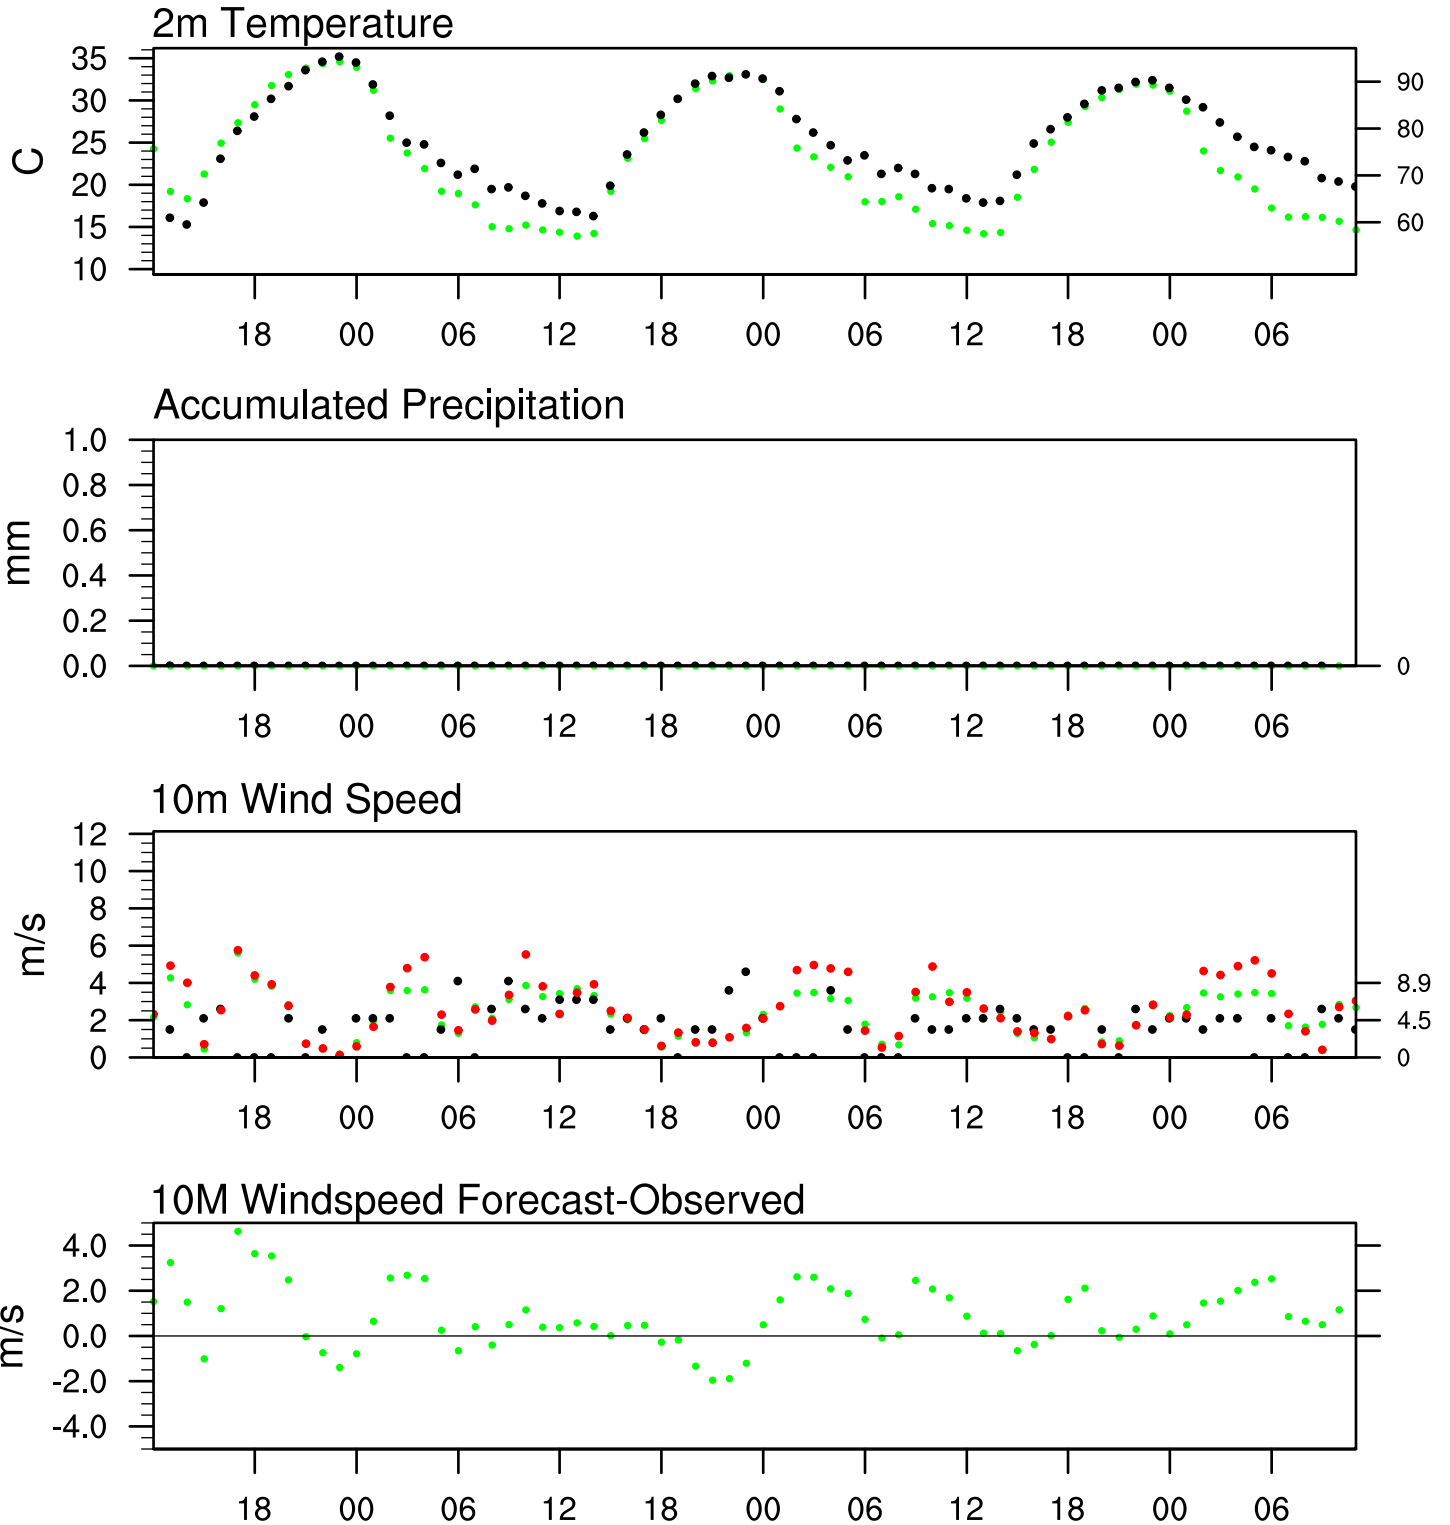 2m Temperature
35
30
25
20
15
10
C
90
80
70
60
18 00 06 12 18 00 06 12 18 00 06
Accumulated Precipitation
1.0
0.8
0.6
0.4
0.2
0.0
mm
0
18 00 06 12 18 00 06 12 18 00 06
10m Wind Speed
12
10
8
6
4
2
0
m/s
8.9
4.5
0
18 00 06 12 18 00 06 12 18 00 06
10M Windspeed Forecast-Observed
4.0
2.0
0.0
-2.0
-4.0
m/s
18 00 06 12 18 00 06 12 18 00 06